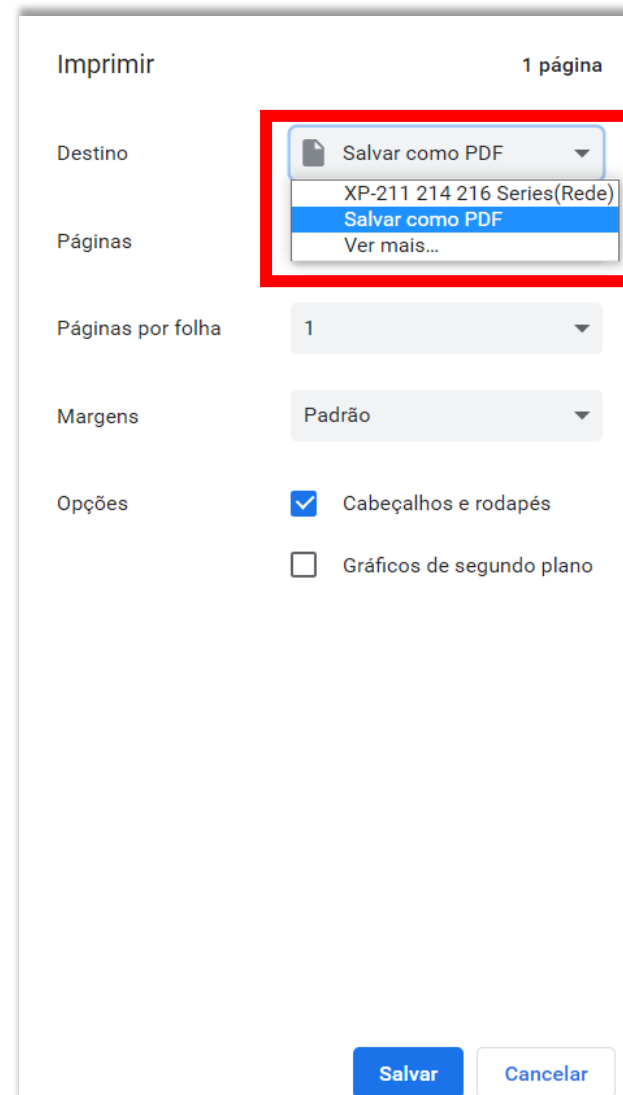 Imprimir 1 página
Destino Salvar como PDF
XP-211 214 216 Series(Rede)
Salvar como PDF
Páginas
Ver mais...
Páginas por folha 1
Margens Padrão
Opções Cabeçalhos e rodapés
Gráficos de segundo plano
Salvar Cancelar